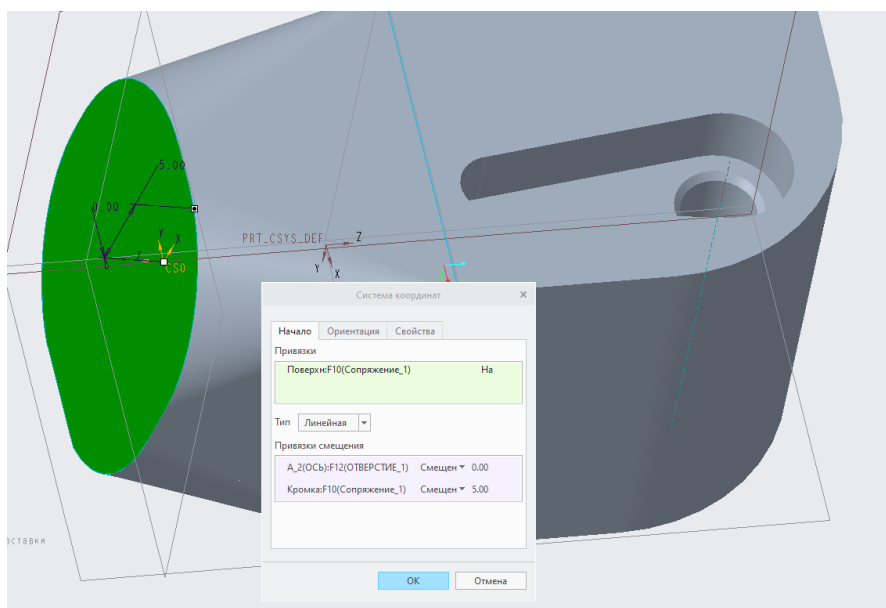 5.00
0.00
Y X
Z
CS0
PRT_CSYS_DEF Z
Y X
Система координат
Начало Ориентация Свойства
Привязки
Поверхн:F10(Сопряжение_1) На
Тип Линейная
Привязки смещения
A_2(ОСЬ):F12(ОТВЕРСТИЕ_1) Смещен 0.00
Кромка:F10(Сопряжение_1) Смещен 5.00
ОК Отмена